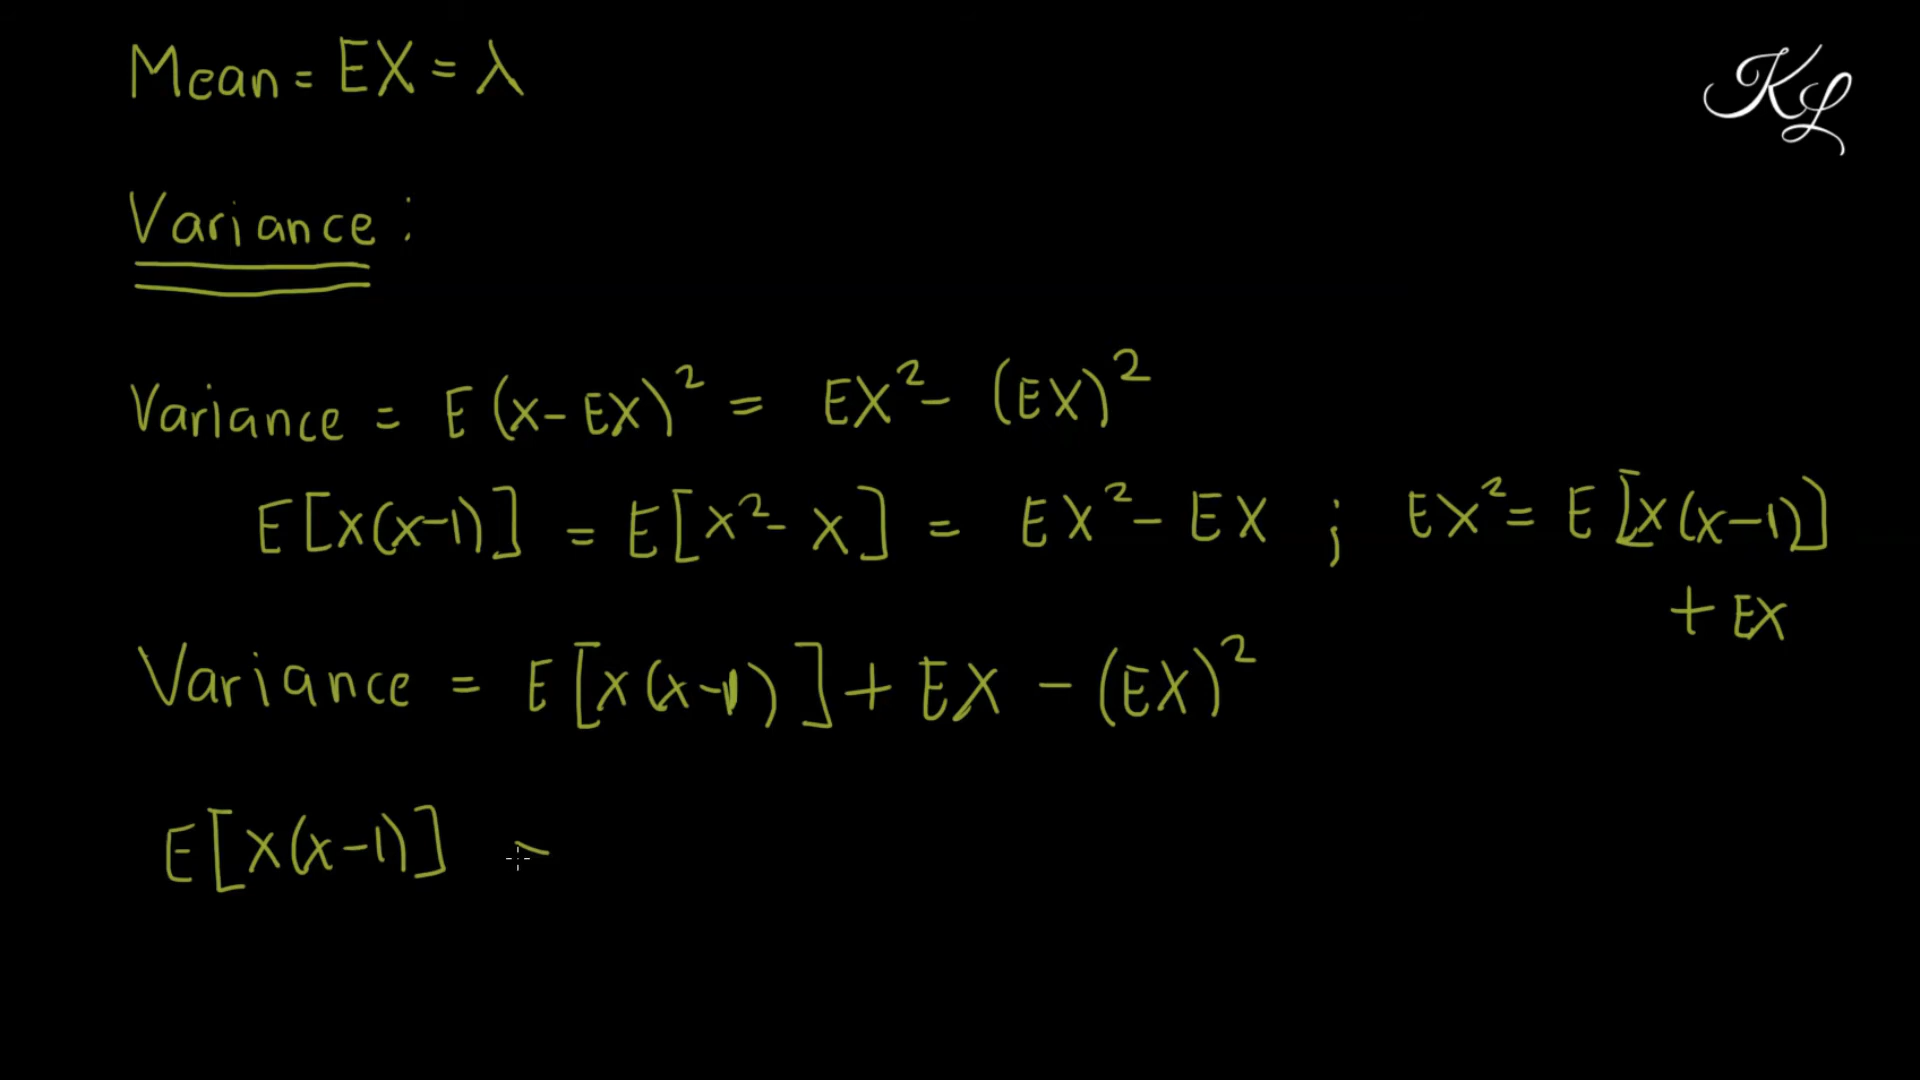 Mean = EX = λ
KL
Variance :
Variance = E(X-EX)² = EX² - (EX)²
E[X(X-1)] = E[X² - X] = EX² - EX ; EX² = E[X(X-1)]
+ EX
Variance = E[X(X-1)] + EX - (EX)²
E[X(X-1)] -